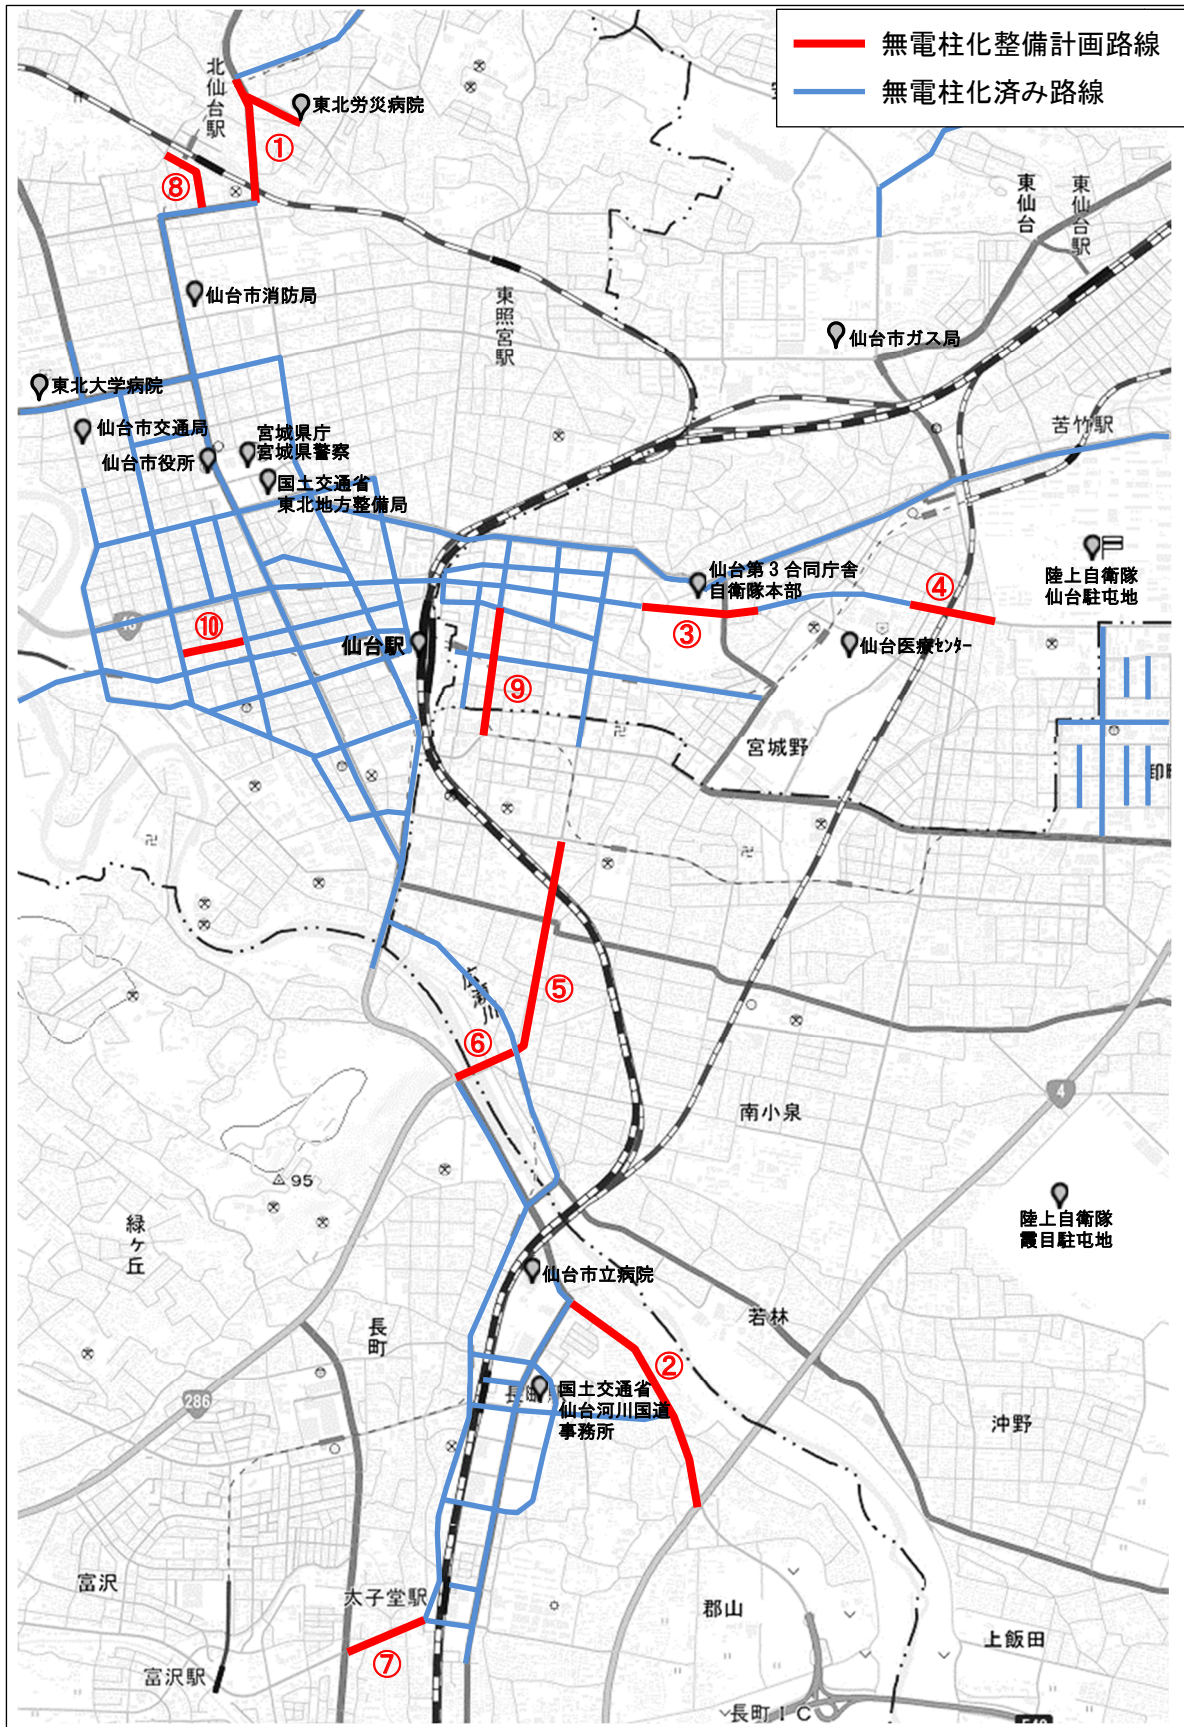 無電柱化整備計画路線
無電柱化済み路線
北仙台駅
東北労災病院
①
⑧
東仙台
東仙台駅
仙台市消防局
東照宮駅
仙台市ガス局
東北大学病院
仙台市交通局
宮城県庁
宮城県警察
仙台市役所
苦竹駅
国土交通省
東北地方整備局
仙台第3合同庁舎
自衛隊本部
陸上自衛隊
仙台駐屯地
④
③
⑩
仙台駅
仙台医療センター
⑨
宮城野
⑤
⑥
4
南小泉
95
緑ヶ丘
陸上自衛隊
霞目駐屯地
仙台市立病院
若林
長町
②
286
国土交通省
仙台河川国道
事務所
沖野
富沢
太子堂駅
郡山
上飯田
⑦
富沢駅
長町IC